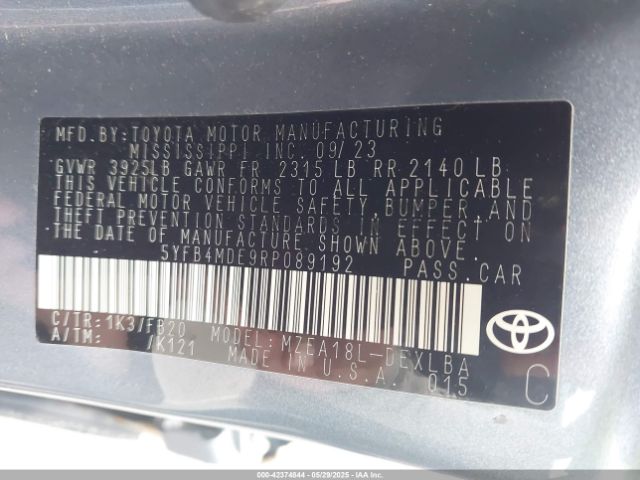 MFD.BY:TOYOTA MOTOR MANUFACTURING
MISSISSIPPI INC. 09/23
GVWR 3925LB GAWR FR 2315 LB RR 2140 LB
THIS VEHICLE CONFORMS TO ALL APPLICABLE
FEDERAL MOTOR VEHICLE SAFETY,BUMPER,AND
THEFT PREVENTION STANDARDS IN EFFECT ON
THE DATE OF MANUFACTURE SHOWN ABOVE.
5YFB4MDE9RP089192 PASS.CAR
C/TR:1K3/FB20 MODEL:MZEA18L-DEXLBA
A/TM: /K121 MADE IN U.S.A. 015
C
000-42374844 05/29/2025 IAAI.COM